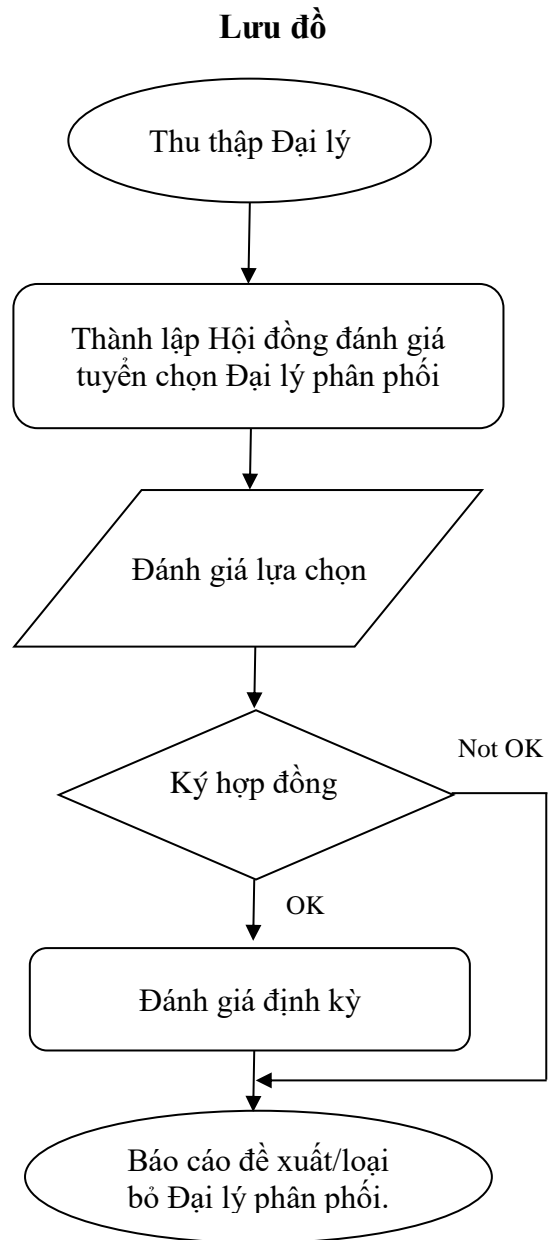 Lưu đồ
Thu thập Đại lý
Thành lập Hội đồng đánh giá
tuyển chọn Đại lý phân phối
Đánh giá lựa chọn
Not OK
Ký hợp đồng
OK
Đánh giá định kỳ
Báo cáo đề xuất/loại
bỏ Đại lý phân phối.